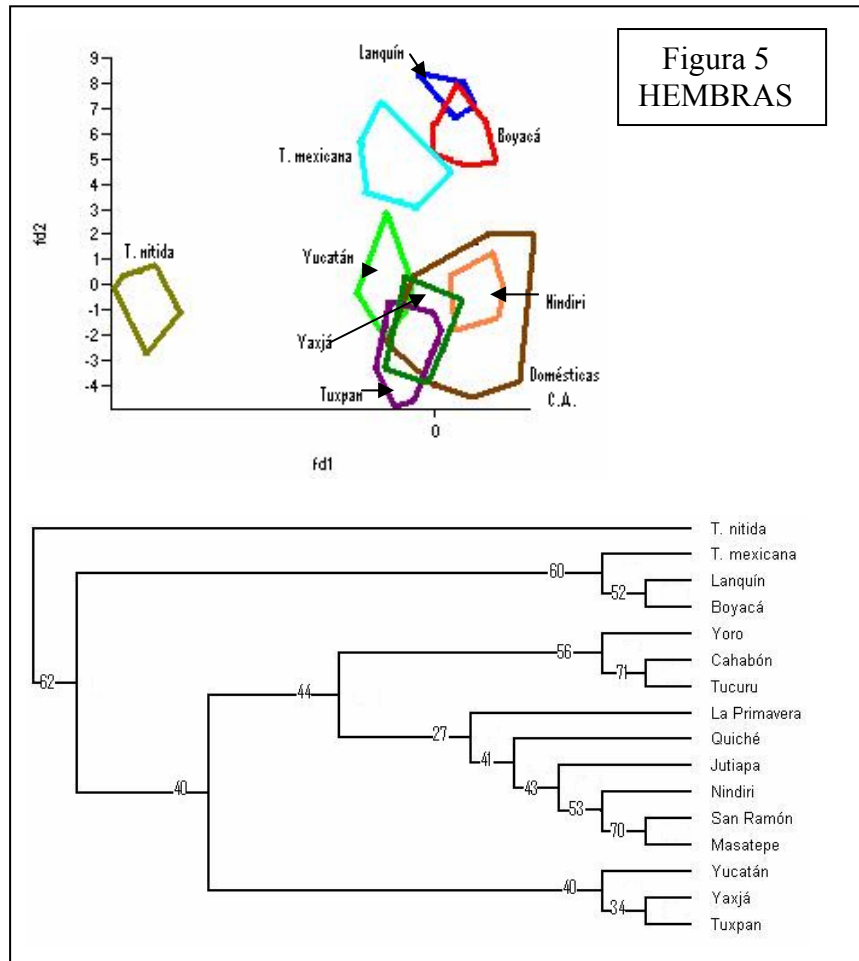 Figura 5
HEMBRAS
Lanquín
9
8
7
6
5
4
3
2
1
0
-1
-2
-3
-4
fd2
Boyacá
T. mexicana
T. nitida
Yucatán
Nindiri
Yaxjá
Domésticas
C.A.
Tuxpan
0
fd1
T. nitida
T. mexicana
60
Lanquín
52
Boyacá
Yoro
56
Cahabón
71
Tucuru
62
44
La Primavera
27
Quiché
41
Jutiapa
43
Nindiri
40
53
San Ramón
70
Masatepe
Yucatán
40
Yaxjá
34
Tuxpan